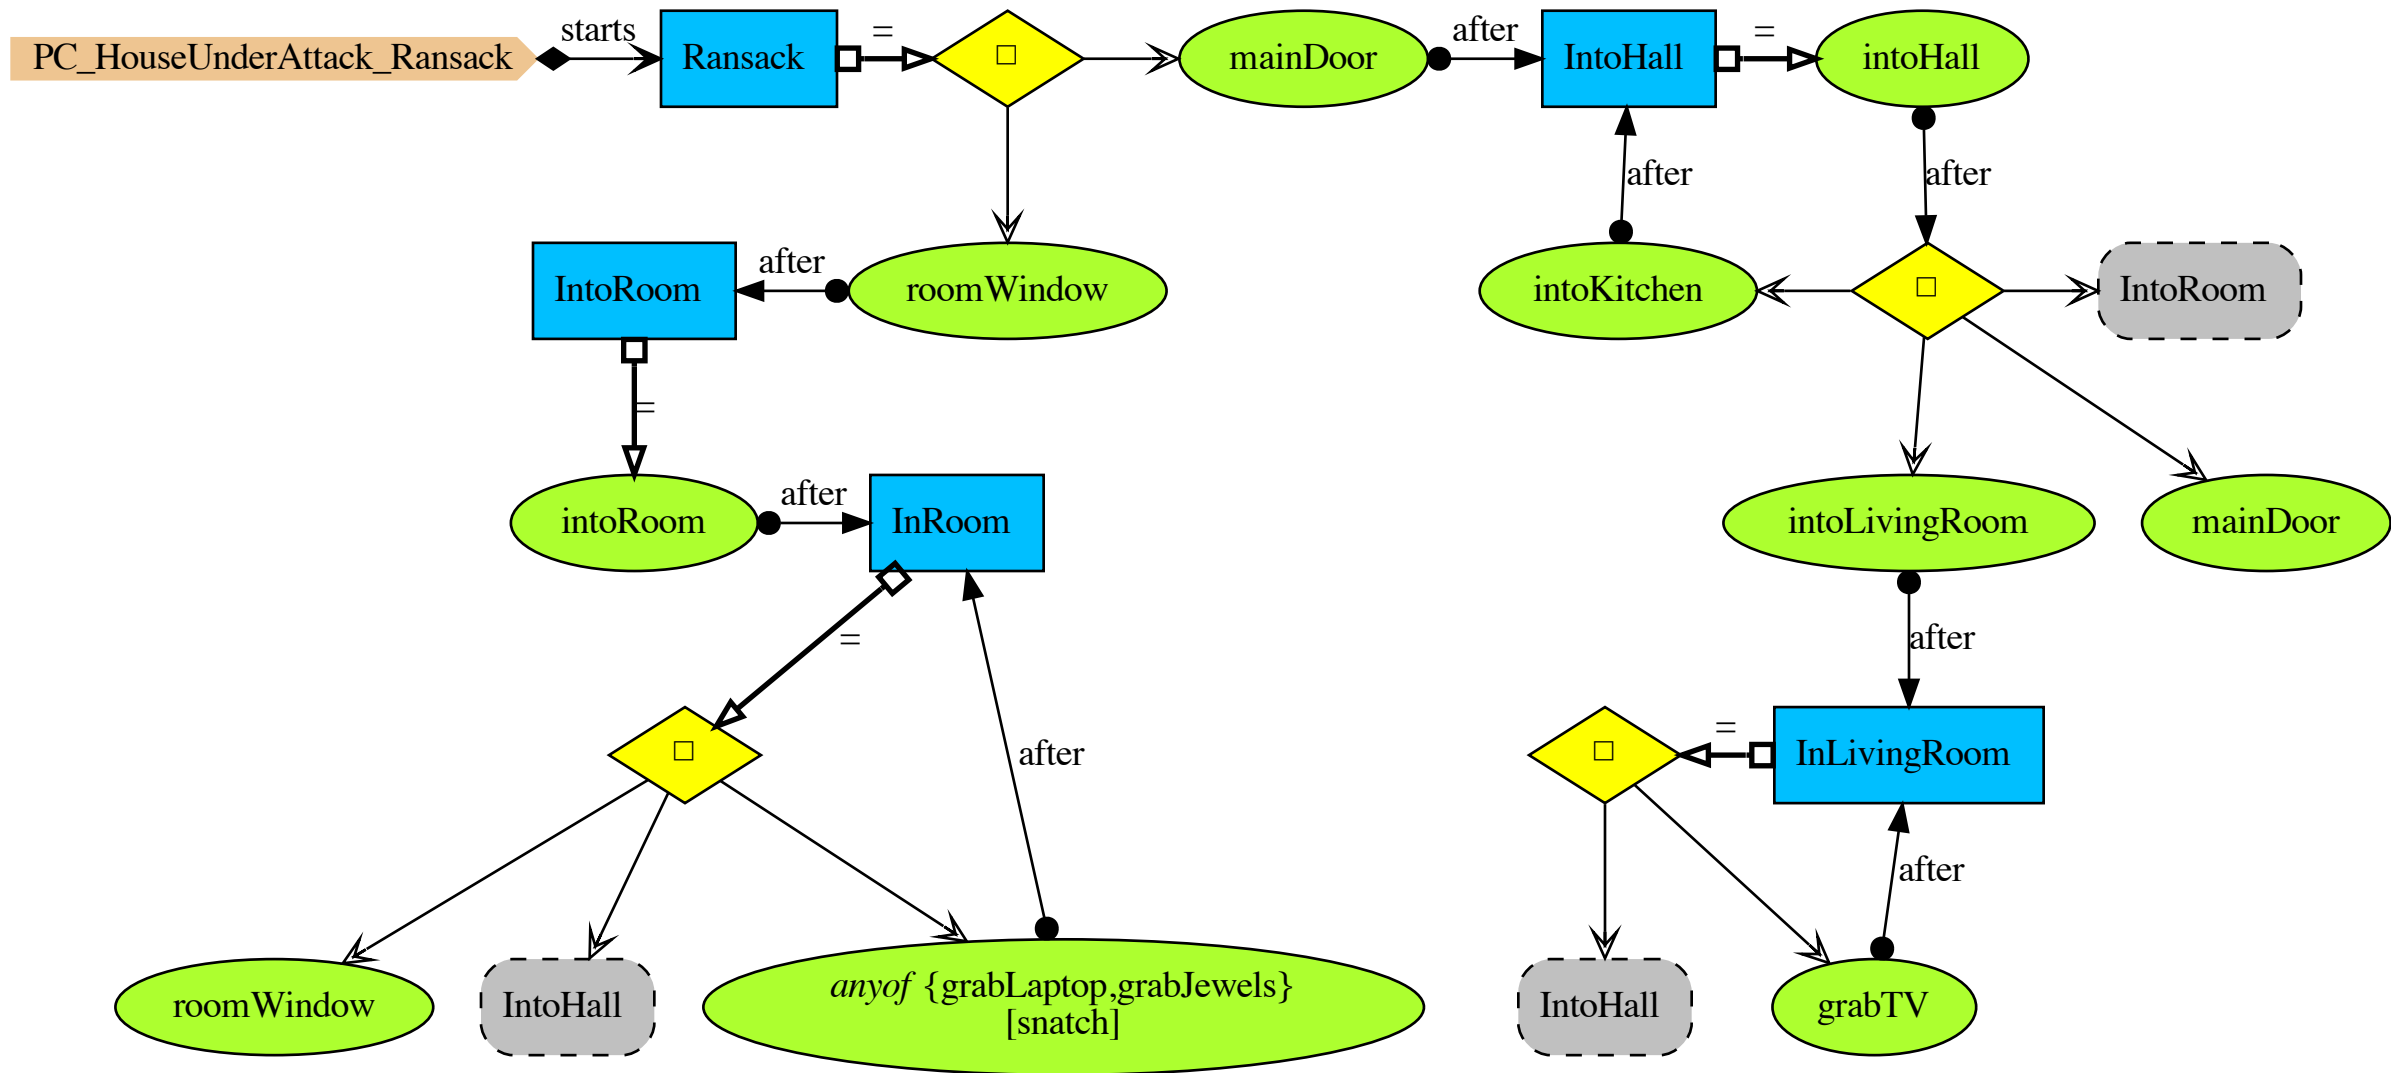 PC_HouseUnderAttack_Ransack
starts
Ransack
=
□
mainDoor
after
IntoHall
=
intoHall
after
after
IntoRoom
after
roomWindow
intoKitchen
□
IntoRoom
=
intoRoom
after
InRoom
intoLivingRoom
mainDoor
=
after
□
after
□
=
InLivingRoom
after
roomWindow
IntoHall
anyof {grabLaptop,grabJewels}
[snatch]
IntoHall
grabTV